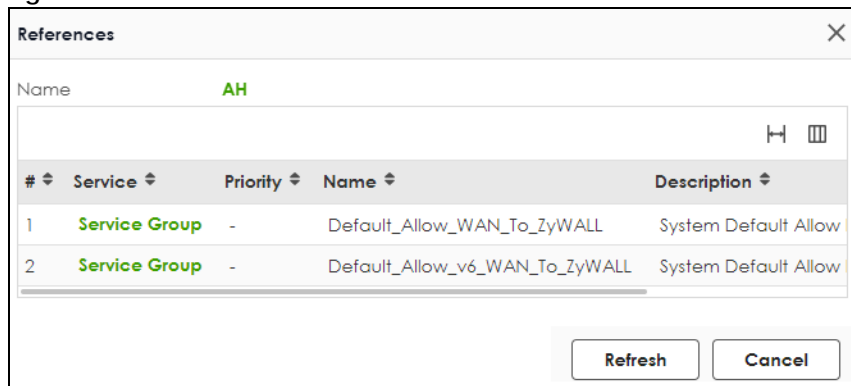 References
Name AH
# Service Priority Name Description
1 Service Group - Default_Allow_WAN_To_ZyWALL System Default Allow
2 Service Group - Default_Allow_v6_WAN_To_ZyWALL System Default Allow
Refresh Cancel